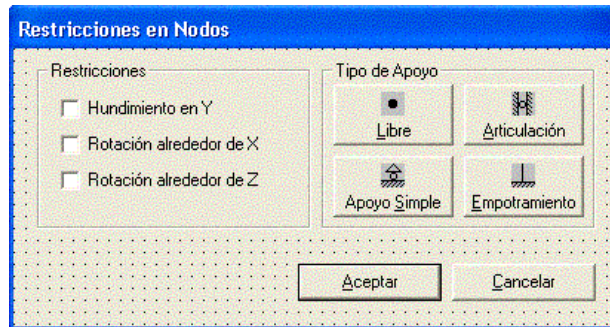 Restricciones en Nodos
Restricciones
Hundimiento en Y
Rotación alrededor de X
Rotación alrededor de Z
Tipo de Apoyo
Libre
Articulación
Apoyo Simple
Empotramiento
Aceptar
Cancelar